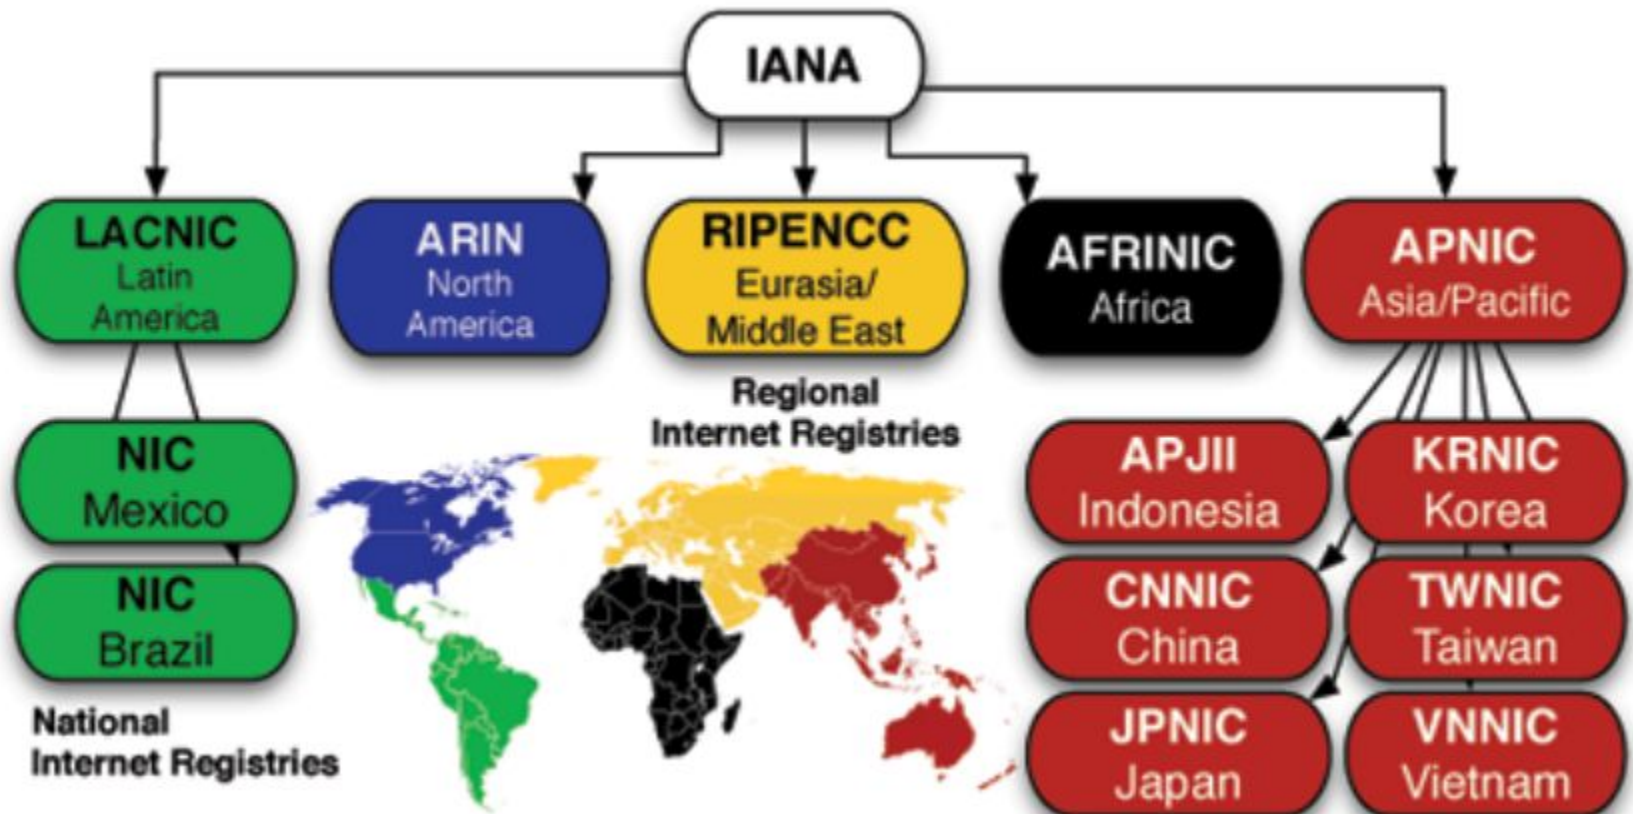 IANA
LACNIC
Latin
America
ARIN
North
America
RIPENCC
Eurasia/
Middle East
AFRINIC
Africa
APNIC
Asia/Pacific
Regional
Internet Registries
NIC
Mexico
NIC
Brazil
National
Internet Registries
APJII
Indonesia
KRNIC
Korea
CNNIC
China
TWNIC
Taiwan
JPNIC
Japan
VNNIC
Vietnam